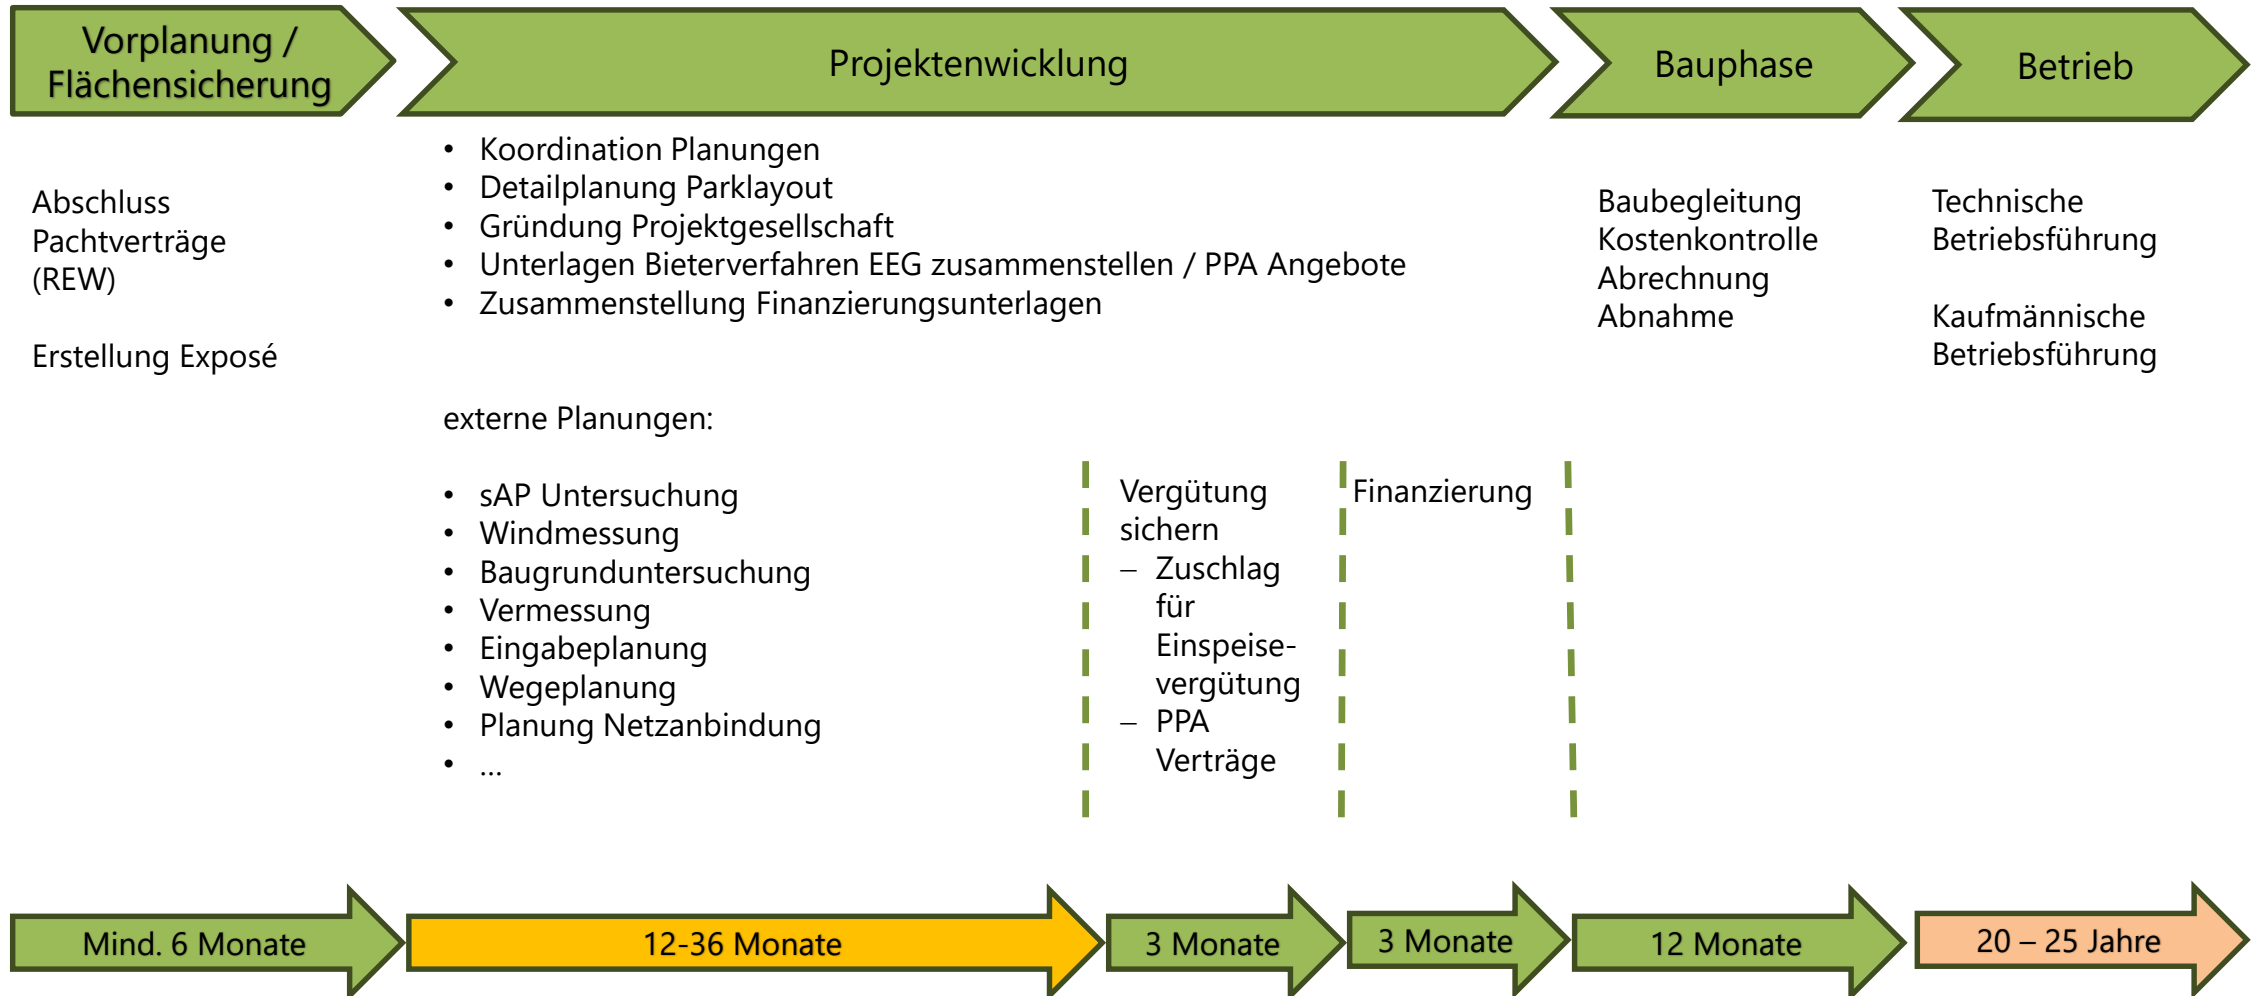 Vorplanung /
Flächensicherung
Projektenwicklung
Bauphase
Betrieb
Abschluss
Pachtverträge
(REW)
Erstellung Exposé
• Koordination Planungen
• Detailplanung Parklayout
• Gründung Projektgesellschaft
• Unterlagen Bieterverfahren EEG zusammenstellen / PPA Angebote
• Zusammenstellung Finanzierungsunterlagen
externe Planungen:
• sAP Untersuchung
• Windmessung
• Baugrunduntersuchung
• Vermessung
• Eingabeplanung
• Wegeplanung
• Planung Netzanbindung
• ...
Vergütung
sichern
– Zuschlag
für
Einspeise-
vergütung
– PPA
Verträge
Finanzierung
Baubegleitung
Kostenkontrolle
Abrechnung
Abnahme
Technische
Betriebsführung
Kaufmännische
Betriebsführung
Mind. 6 Monate
12-36 Monate
3 Monate
3 Monate
12 Monate
20 – 25 Jahre